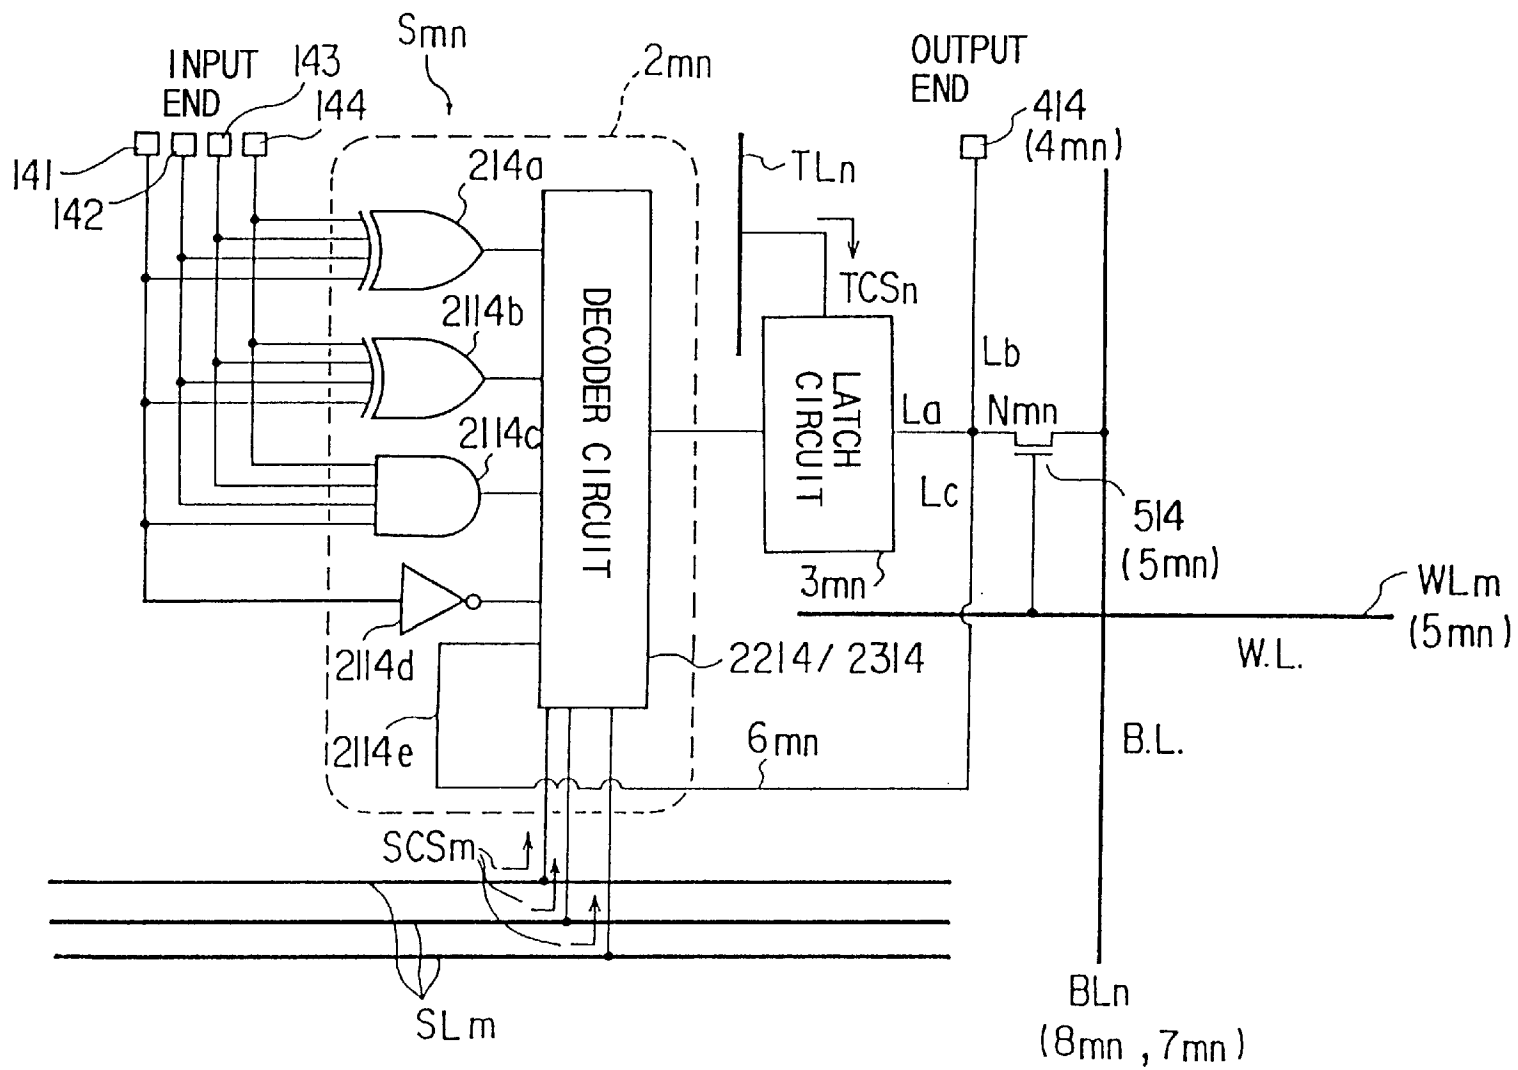 Smn
INPUT
END
143
144
141
142
2mn
OUTPUT
END
414
(4mn)
TLn
TCSn
214a
2114b
2114c
2114d
2114e
DECODER CIRCUIT
LATCH
CIRCUIT
La
Lb
Lc
Nmn
514
(5mn)
3mn
WLm
(5mn)
W.L.
2214/2314
6mn
B.L.
SCSm
SLm
BLn
(8mn, 7mn)